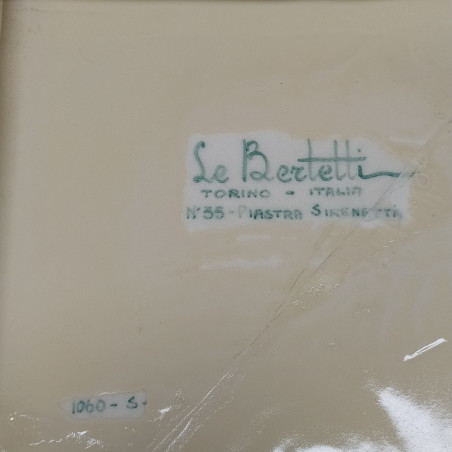 Le Bertetti
TORINO - ITALIA
N° 55 - PIASTRA SIRENETTA
1060 - S -